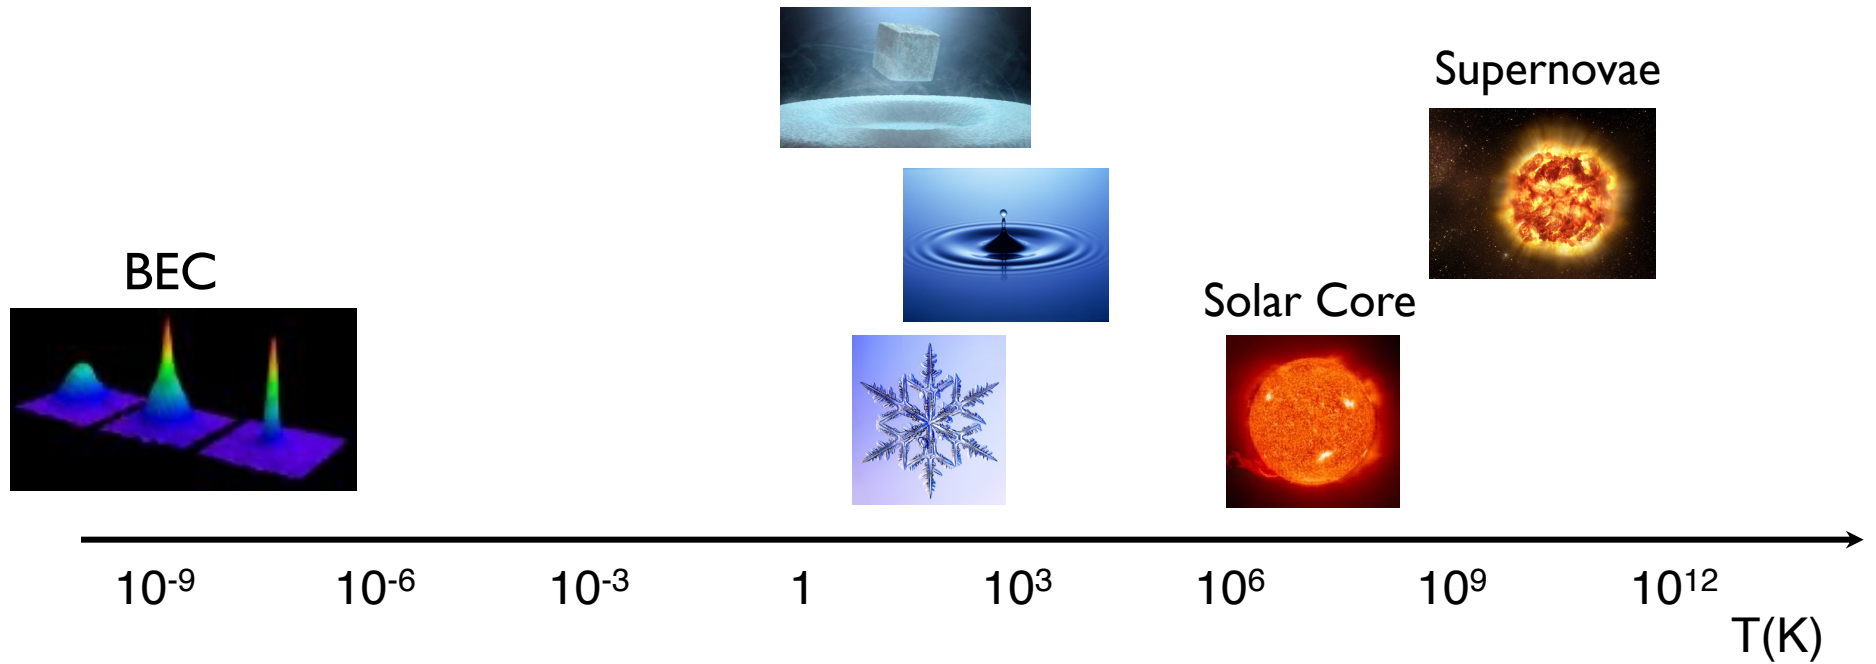 Supernovae
BEC
Solar Core
10⁻⁹ 10⁻⁶ 10⁻³ 1 10³ 10⁶ 10⁹ 10¹²
T(K)